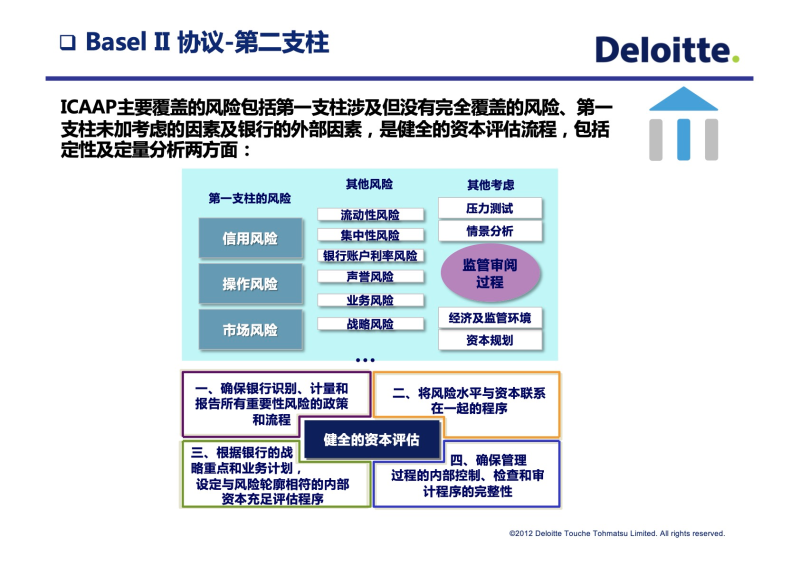 ❑ Basel II 协议-第二支柱
Deloitte.
ICAAP主要覆盖的风险包括第一支柱涉及但没有完全覆盖的风险、第一
支柱未加考虑的因素及银行的外部因素，是健全的资本评估流程，包括
定性及定量分析两方面：
第一支柱的风险
信用风险
操作风险
市场风险
其他风险
流动性风险
集中性风险
银行账户利率风险
声誉风险
业务风险
战略风险
...
其他考虑
压力测试
情景分析
监管审阅
过程
经济及监管环境
资本规划
一、确保银行识别、计量和
报告所有重要性风险的政策
和流程
二、将风险水平与资本联系
在一起的程序
健全的资本评估
三、根据银行的战
略重点和业务计划，
设定与风险轮廓相符的内部
资本充足评估程序
四、确保管理
过程的内部控制、检查和审
计程序的完整性
©2012 Deloitte Touche Tohmatsu Limited. All rights reserved.